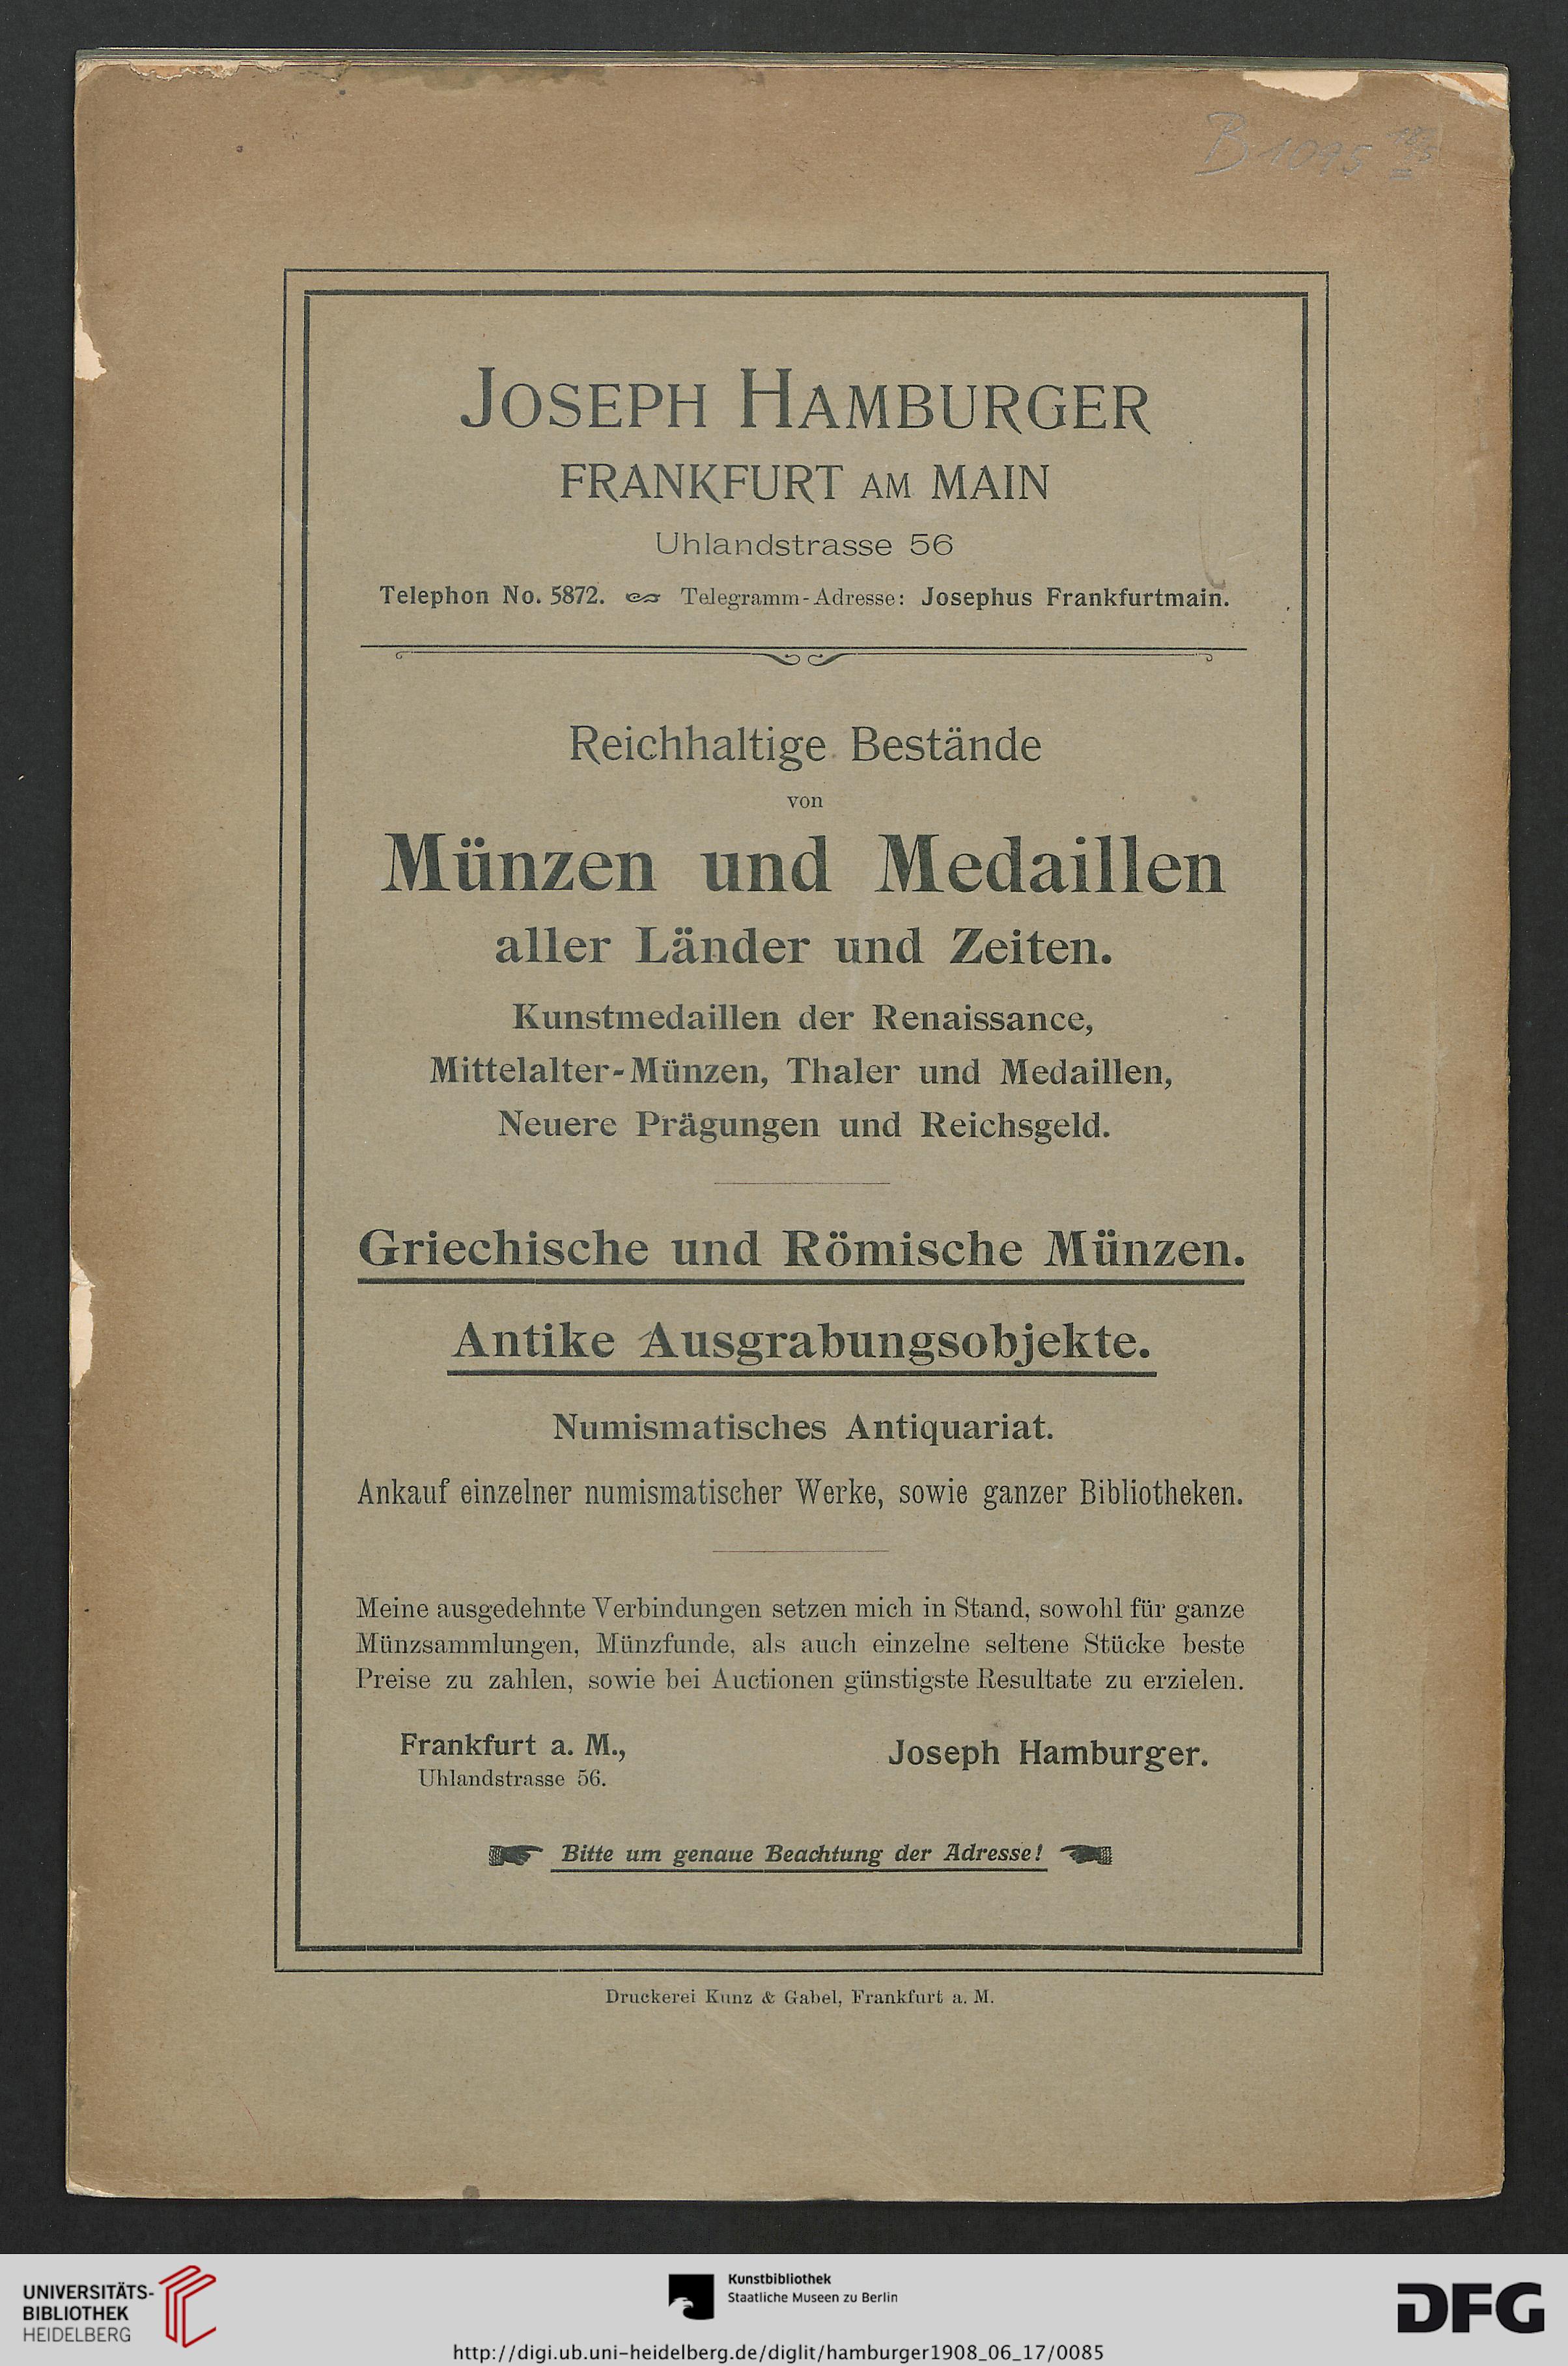 B 1095
JOSEPH HAMBURGER
FRANKFURT AM MAIN
Uhlandstrasse 56
Telephon No. 5872. Telegramm-Adresse: Josephus Frankfurtmain.
Reichhaltige Bestände
von
Münzen und Medaillen
aller Länder und Zeiten.
Kunstmedaillen der Renaissance,
Mittelalter-Münzen, Thaler und Medaillen,
Neuere Prägungen und Reichsgeld.
Griechische und Römische Münzen.
Antike Ausgrabungsobjekte.
Numismatisches Antiquariat.
Ankauf einzelner numismatischer Werke, sowie ganzer Bibliotheken.
Meine ausgedehnte Verbindungen setzen mich in Stand, sowohl für ganze
Münzsammlungen, Münzfunde, als auch einzelne seltene Stücke beste
Preise zu zahlen, sowie bei Auctionen günstigste Resultate zu erzielen.
Frankfurt a. M.,
Uhlandstrasse 56.
Joseph Hamburger.
Bitte um genaue Beachtung der Adresse!
Druckerei Kunz & Gabel, Frankfurt a. M.
UNIVERSITÄTS-
BIBLIOTHEK
HEIDELBERG
Kunstbibliothek
Staatliche Museen zu Berlin
DFG
http://digi.ub.uni-heidelberg.de/diglit/hamburger1908_06_17/0085